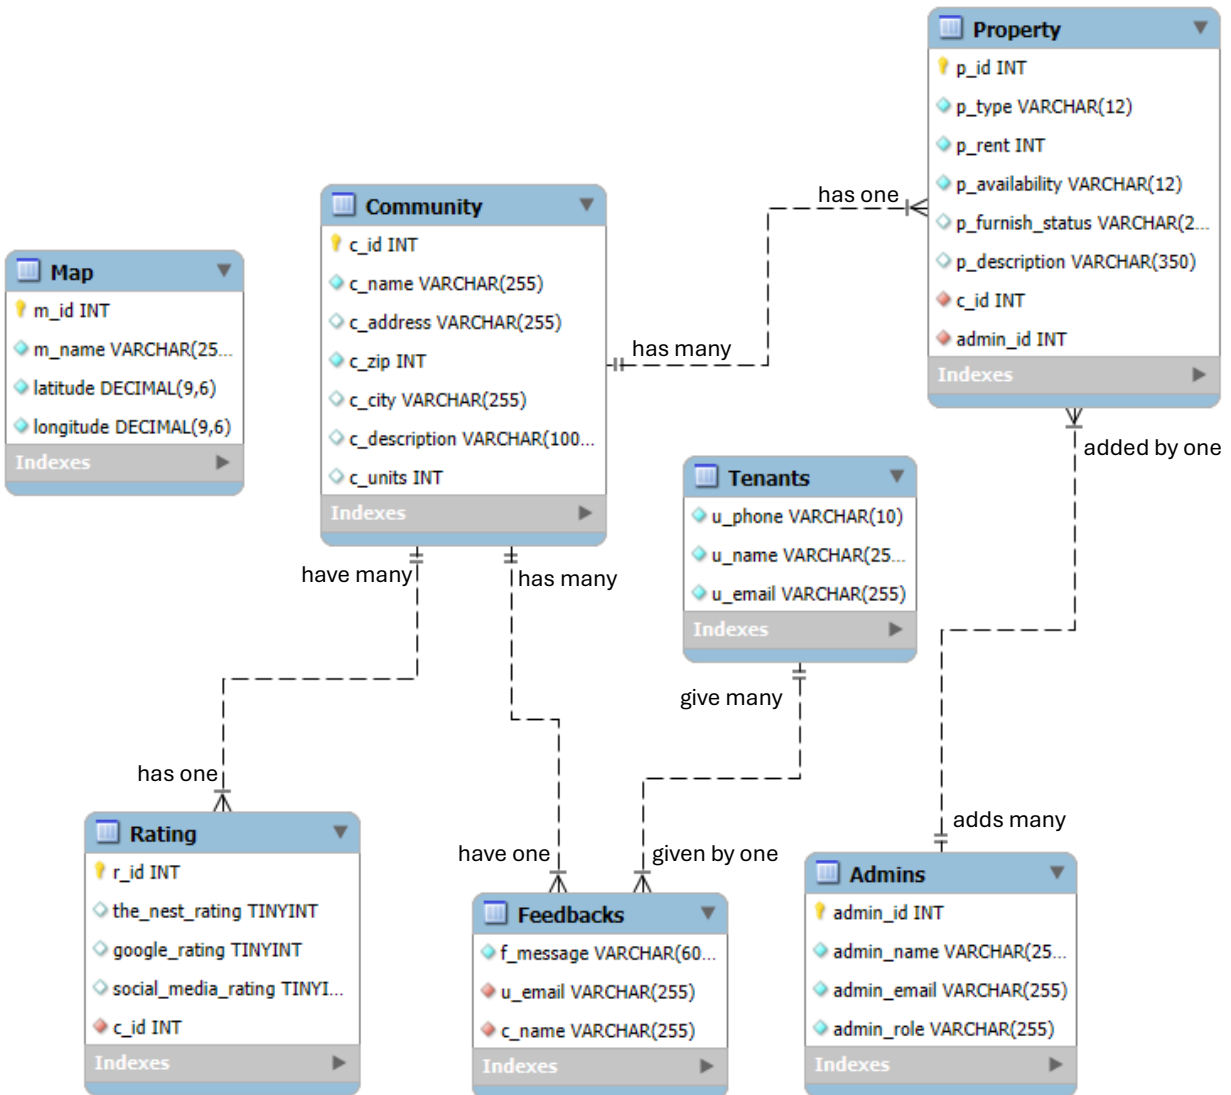 Property
p_id INT
p_type VARCHAR(12)
p_rent INT
p_availability VARCHAR(12)
p_furnish_status VARCHAR(2...
p_description VARCHAR(350)
c_id INT
admin_id INT
Indexes
has one
added by one
Community
c_id INT
c_name VARCHAR(255)
c_address VARCHAR(255)
c_zip INT
c_city VARCHAR(255)
c_description VARCHAR(100...
c_units INT
Indexes
has many
have many
has many
Map
m_id INT
m_name VARCHAR(25...
latitude DECIMAL(9,6)
longitude DECIMAL(9,6)
Indexes
Tenants
u_phone VARCHAR(10)
u_name VARCHAR(25...
u_email VARCHAR(255)
Indexes
give many
has one
have one
given by one
adds many
Rating
r_id INT
the_nest_rating TINYINT
google_rating TINYINT
social_media_rating TINYI...
c_id INT
Indexes
Feedbacks
f_message VARCHAR(60...
u_email VARCHAR(255)
c_name VARCHAR(255)
Indexes
Admins
admin_id INT
admin_name VARCHAR(25...
admin_email VARCHAR(255)
admin_role VARCHAR(255)
Indexes